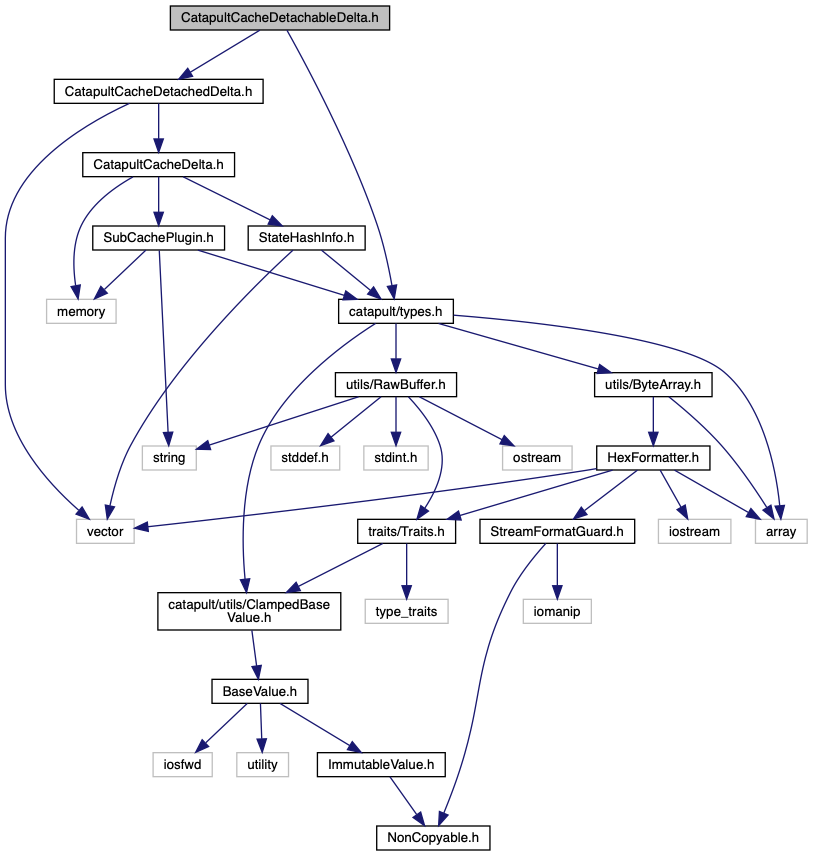 CatapultCacheDetachableDelta.h
CatapultCacheDetachedDelta.h
CatapultCacheDelta.h
SubCachePlugin.h
StateHashInfo.h
memory
catapult/types.h
utils/RawBuffer.h
utils/ByteArray.h
string
stddef.h
stdint.h
ostream
HexFormatter.h
vector
traits/Traits.h
StreamFormatGuard.h
iostream
array
catapult/utils/ClampedBase
Value.h
type_traits
iomanip
BaseValue.h
iosfwd
utility
ImmutableValue.h
NonCopyable.h